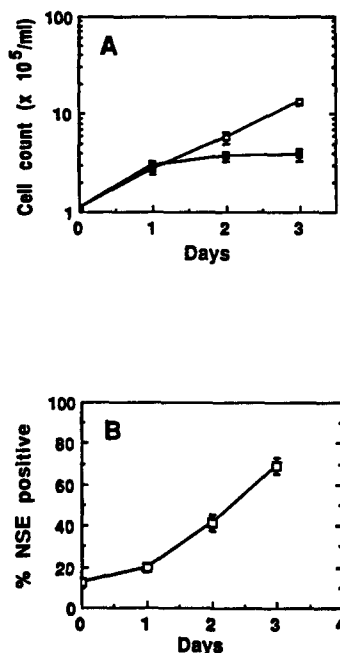 100
A
10
1
Cell count (x 10⁵/ml)
0 1 2 3
Days
100
B
80
60
40
20
0
% NSE positive
0 1 2 3 4
Days